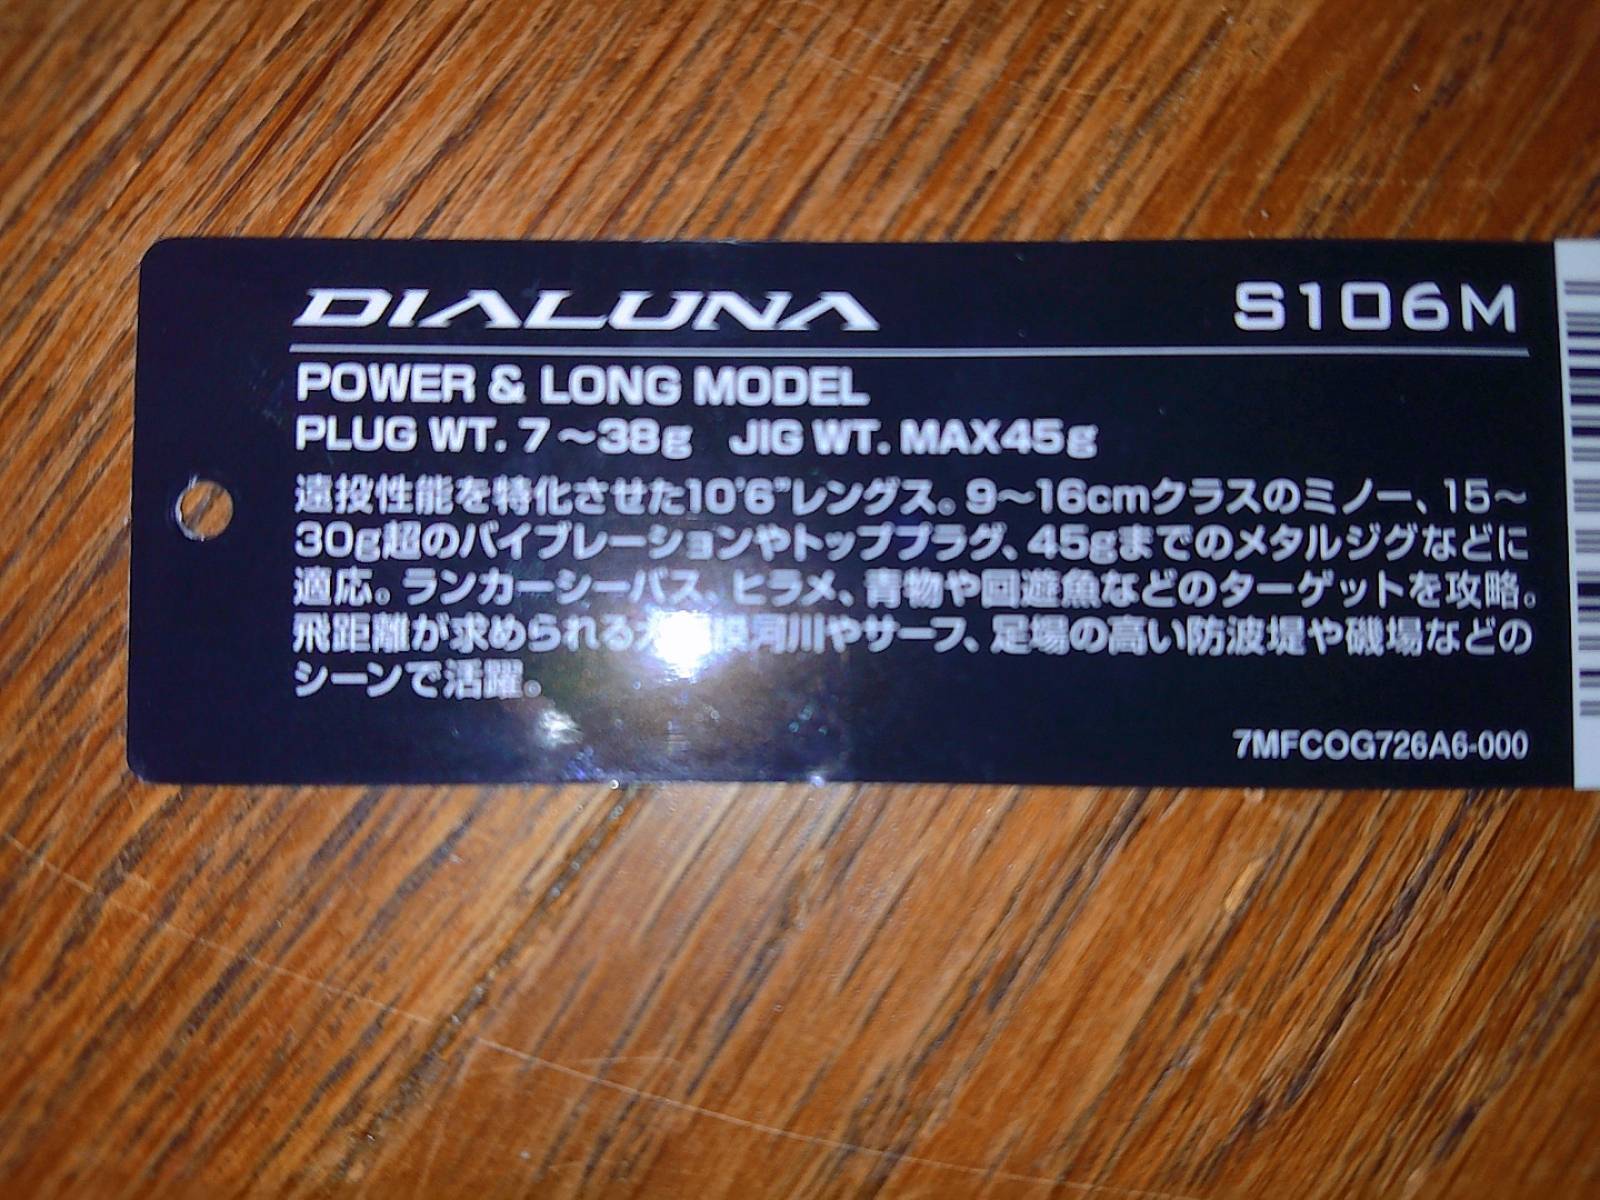 DIALUNA S106M
POWER & LONG MODEL
PLUG WT. 7～38g JIG WT. MAX45g
遠投性能を特化させた10'6"レングス。9～16cmクラスのミノー、15～
30g超のバイブレーションやトッププラグ、45gまでのメタルジグなどに
適応。ランカーシーバス、ヒラメ、青物や回遊魚などのターゲットを攻略。
飛距離が求められる河川やサーフ、足場の高い防波堤や磯場などの
シーンで活躍。
7MFCOG726A6-000